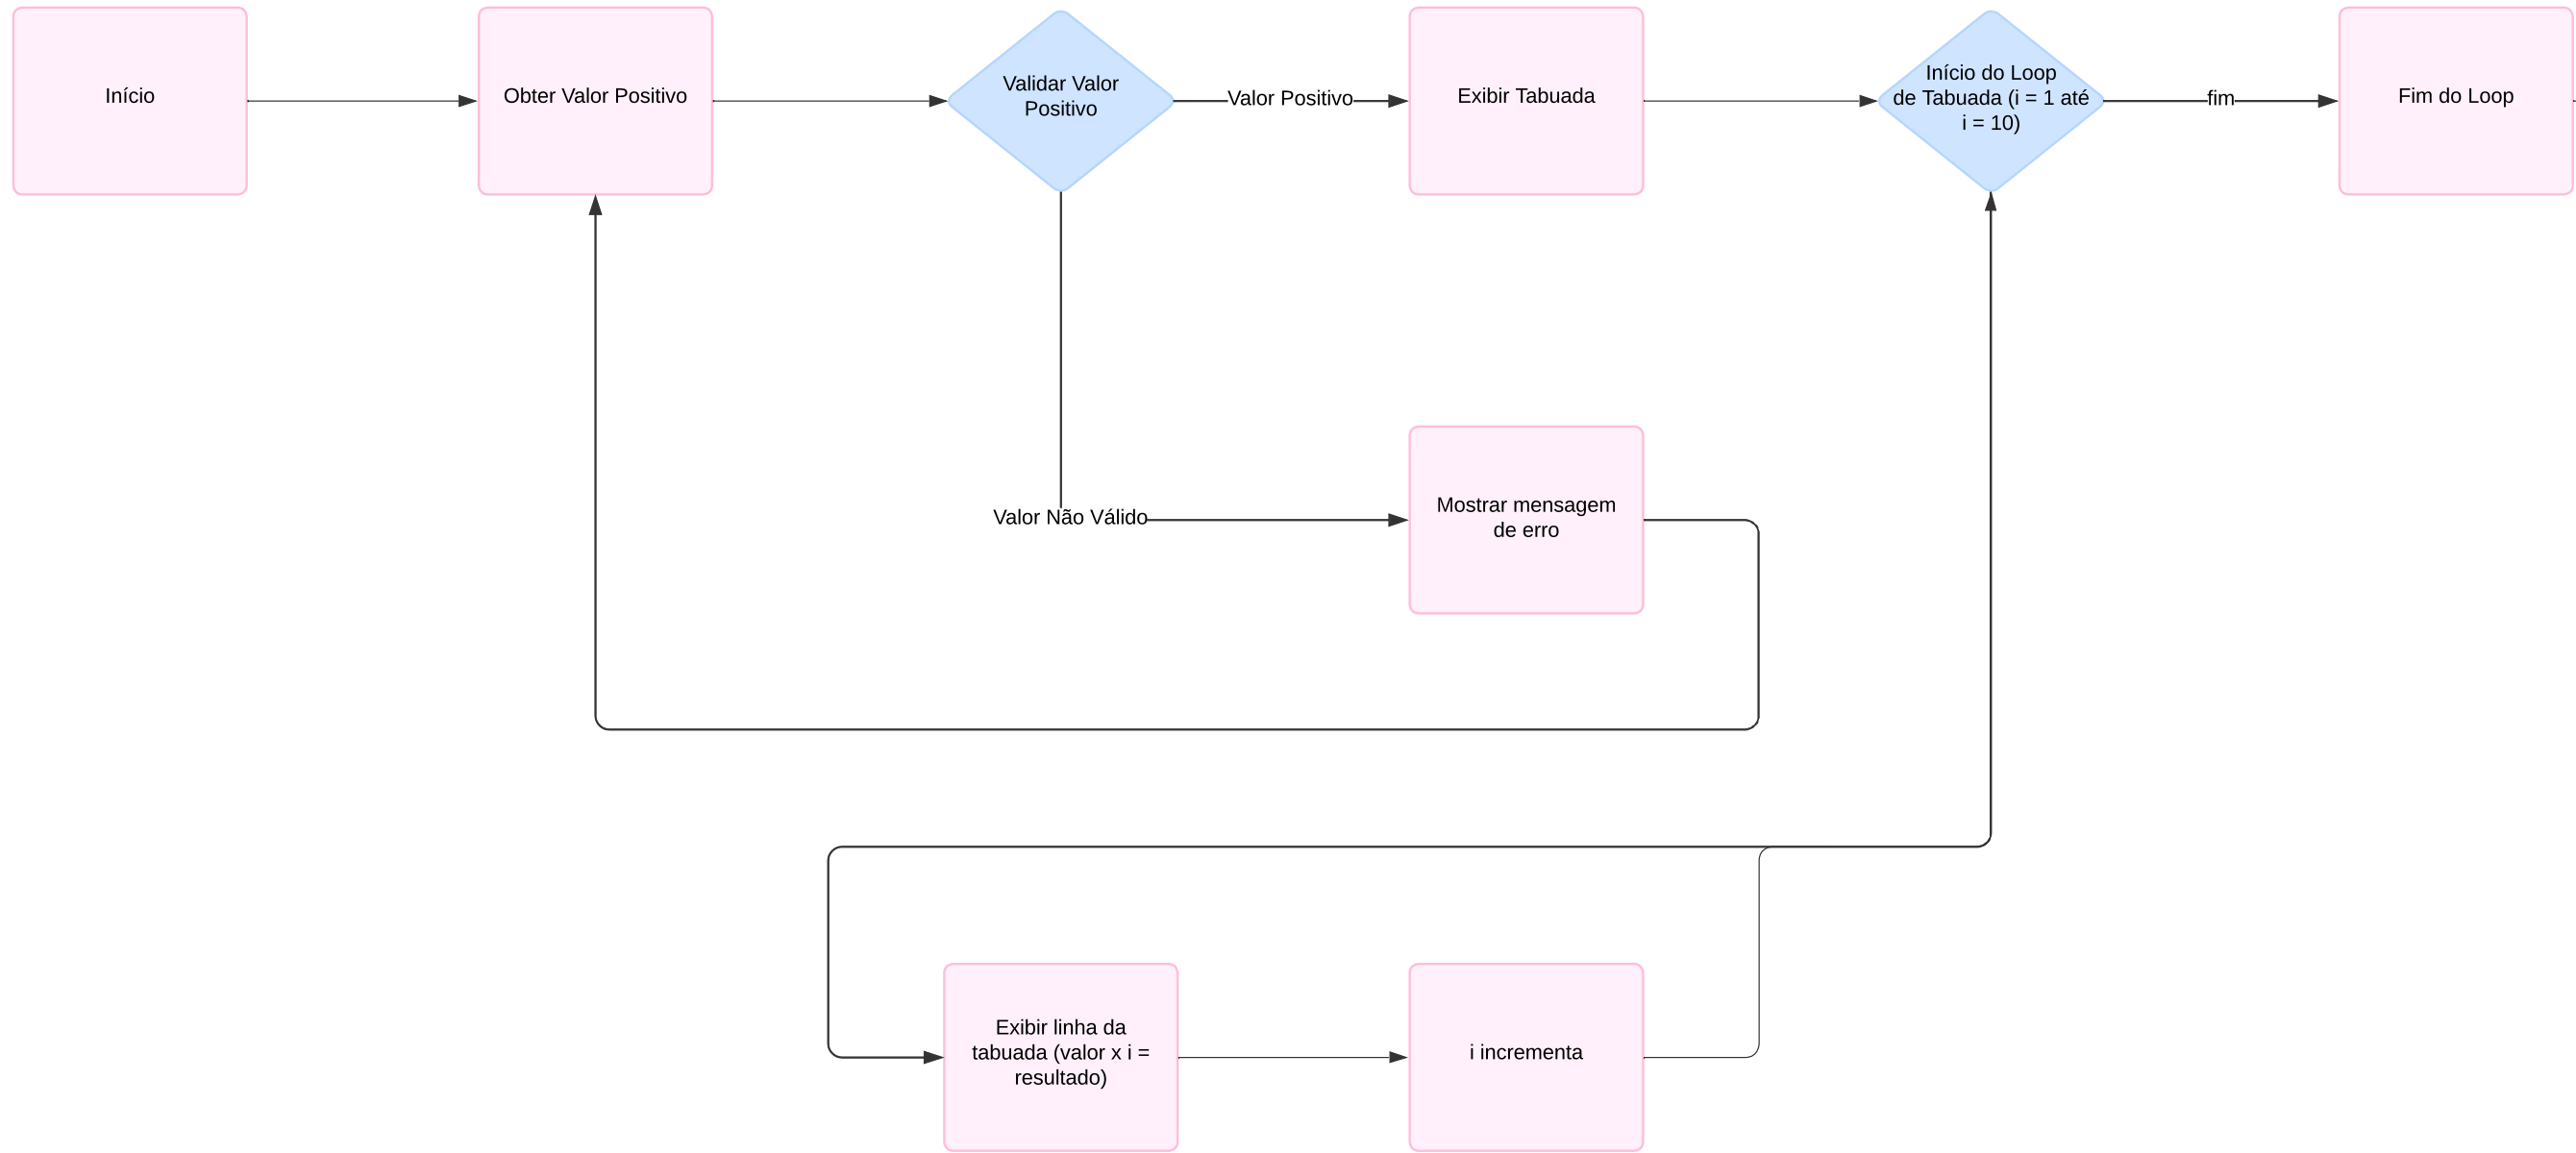 Início
Obter Valor Positivo
Validar Valor
Positivo
Valor Positivo
Exibir Tabuada
Início do Loop
de Tabuada (i = 1 até
i = 10)
fim
Fim do Loop
Valor Não Válido
Mostrar mensagem
de erro
Exibir linha da
tabuada (valor x i =
resultado)
i incrementa